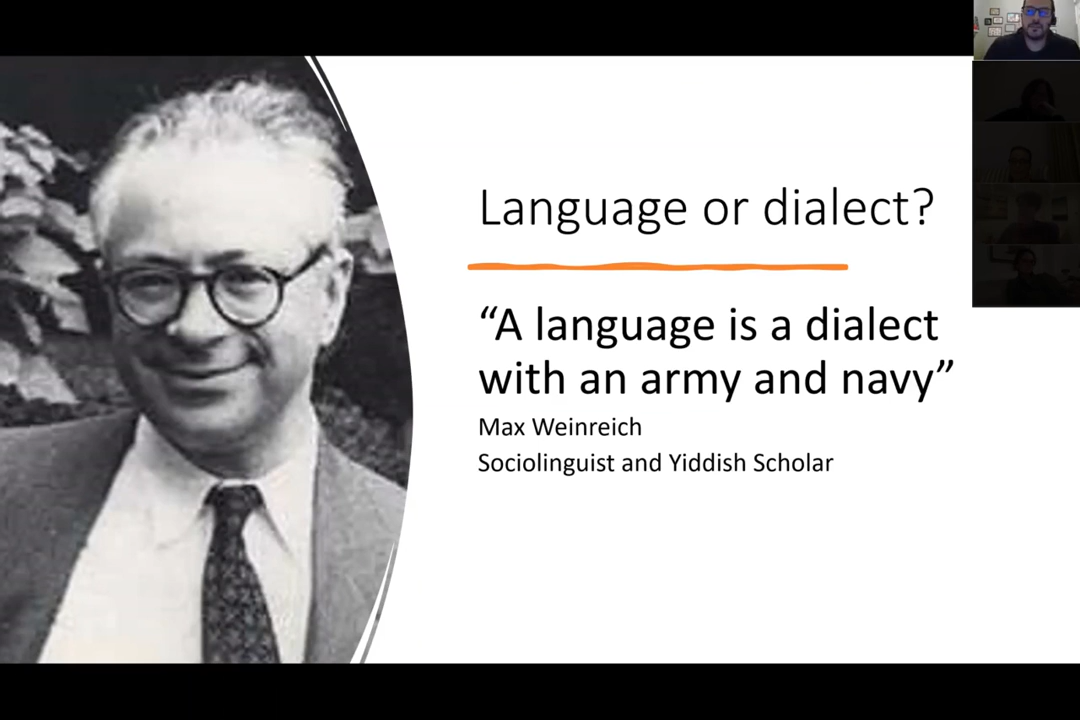 Language or dialect?
“A language is a dialect
with an army and navy”
Max Weinreich
Sociolinguist and Yiddish Scholar